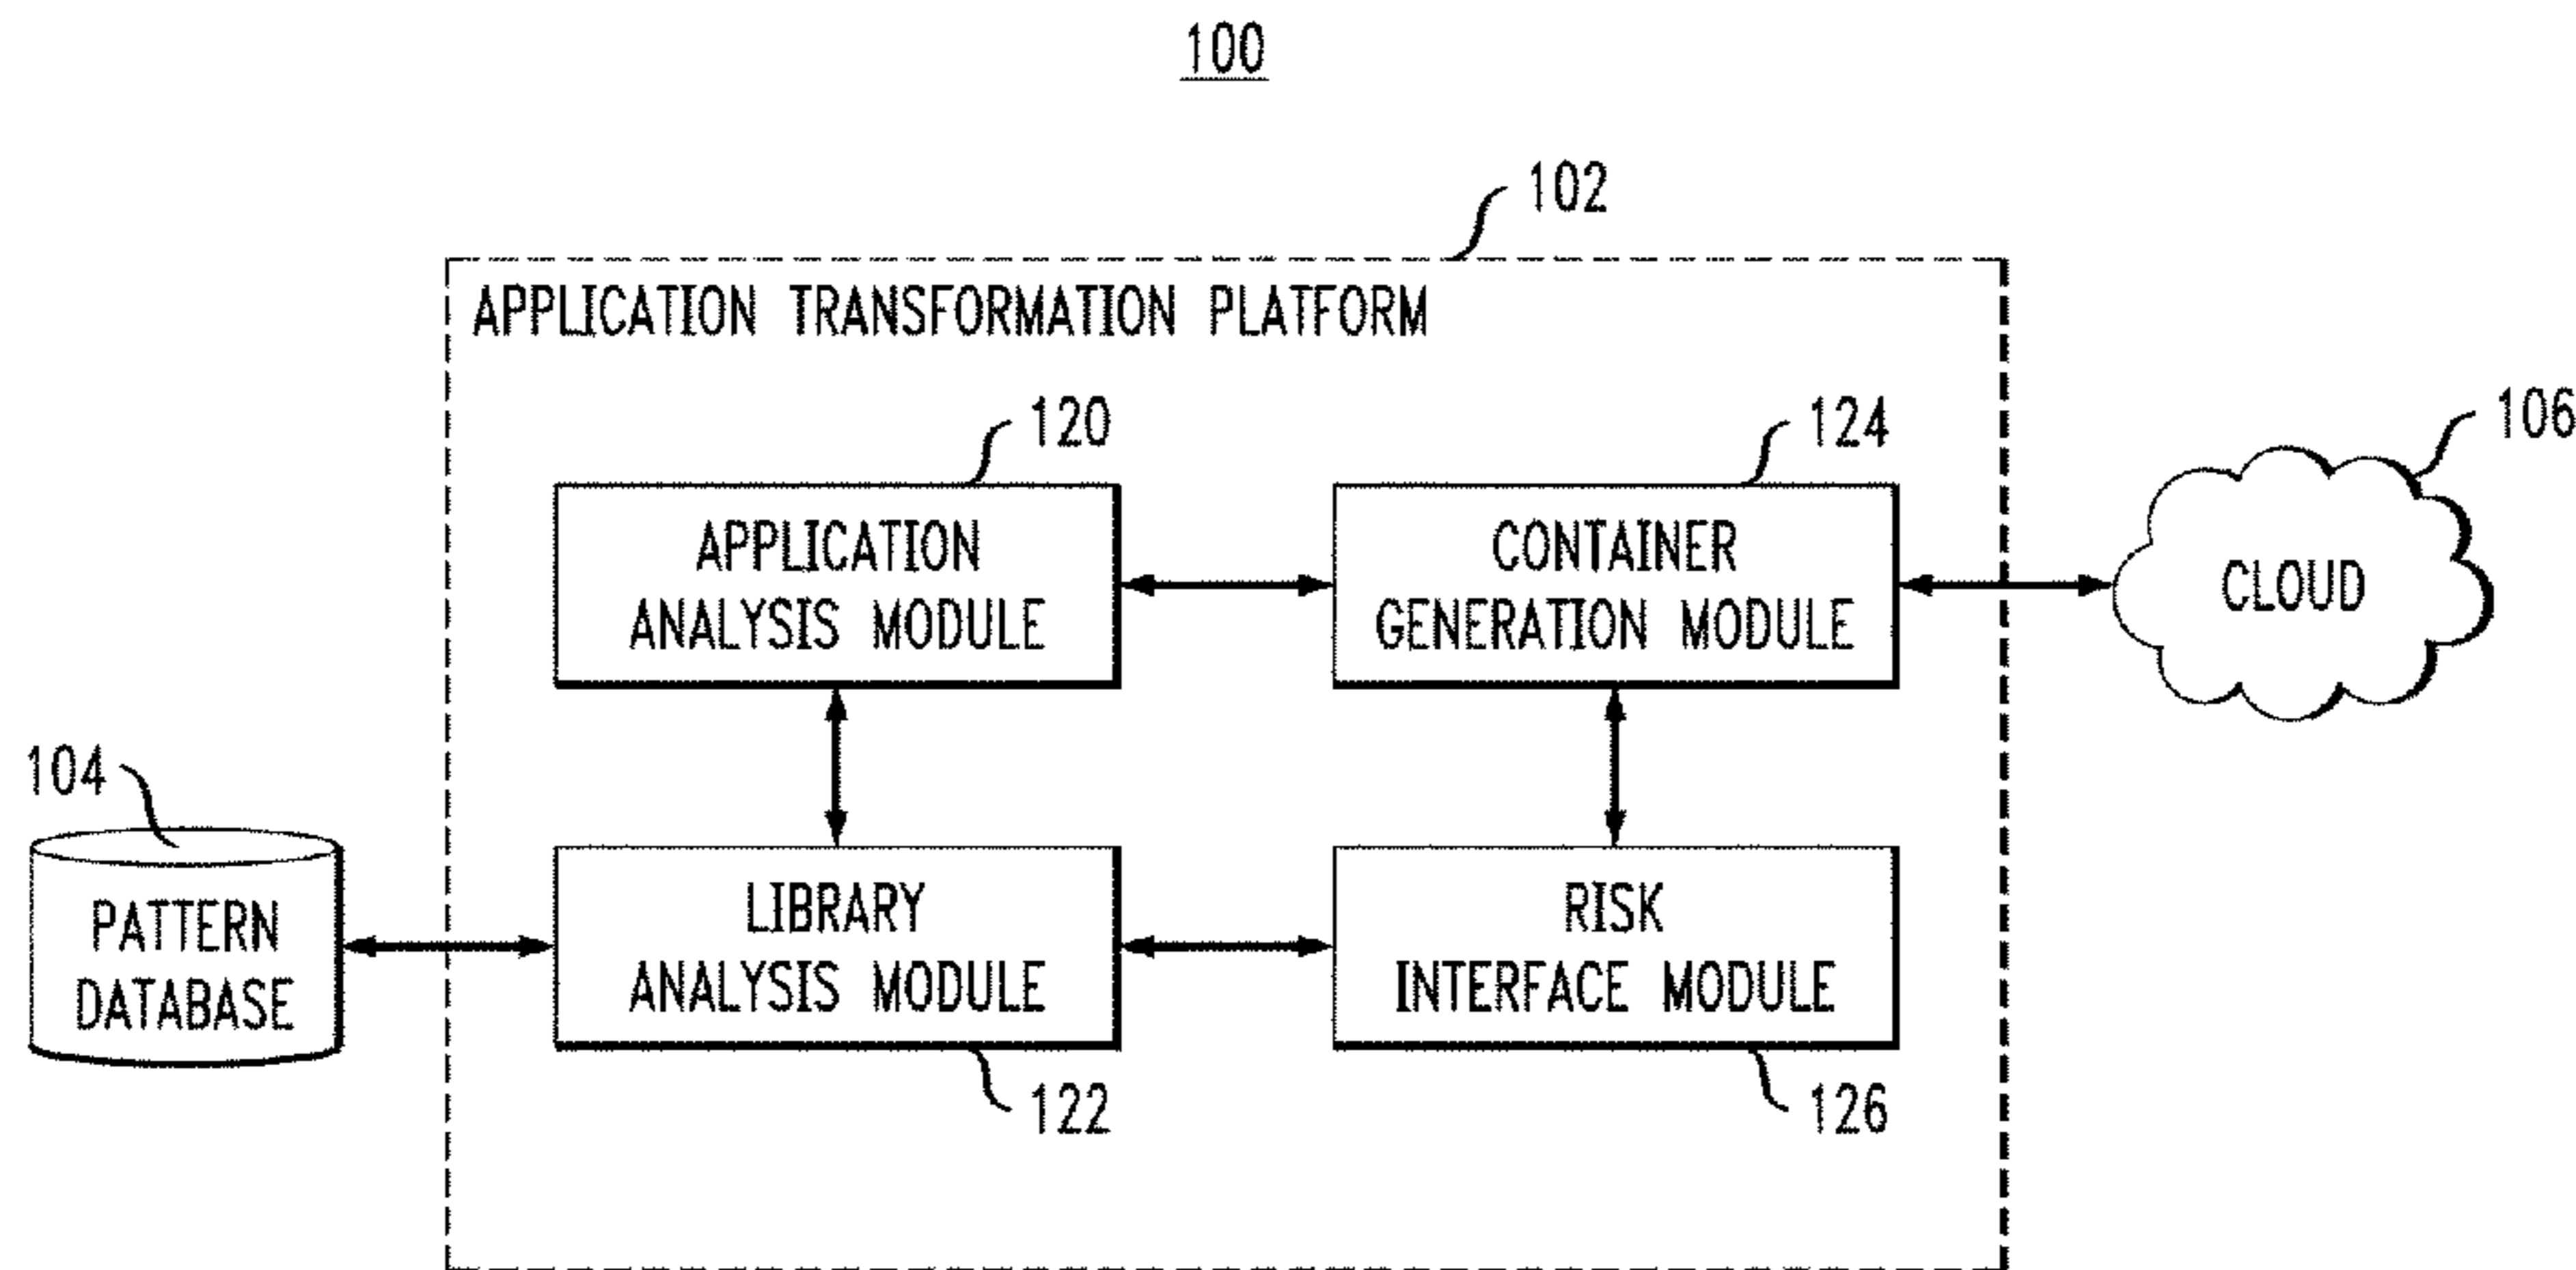 100
102
APPLICATION TRANSFORMATION PLATFORM
120
124
106
APPLICATION
ANALYSIS MODULE
CONTAINER
GENERATION MODULE
CLOUD
104
PATTERN
DATABASE
LIBRARY
ANALYSIS MODULE
RISK
INTERFACE MODULE
122
126